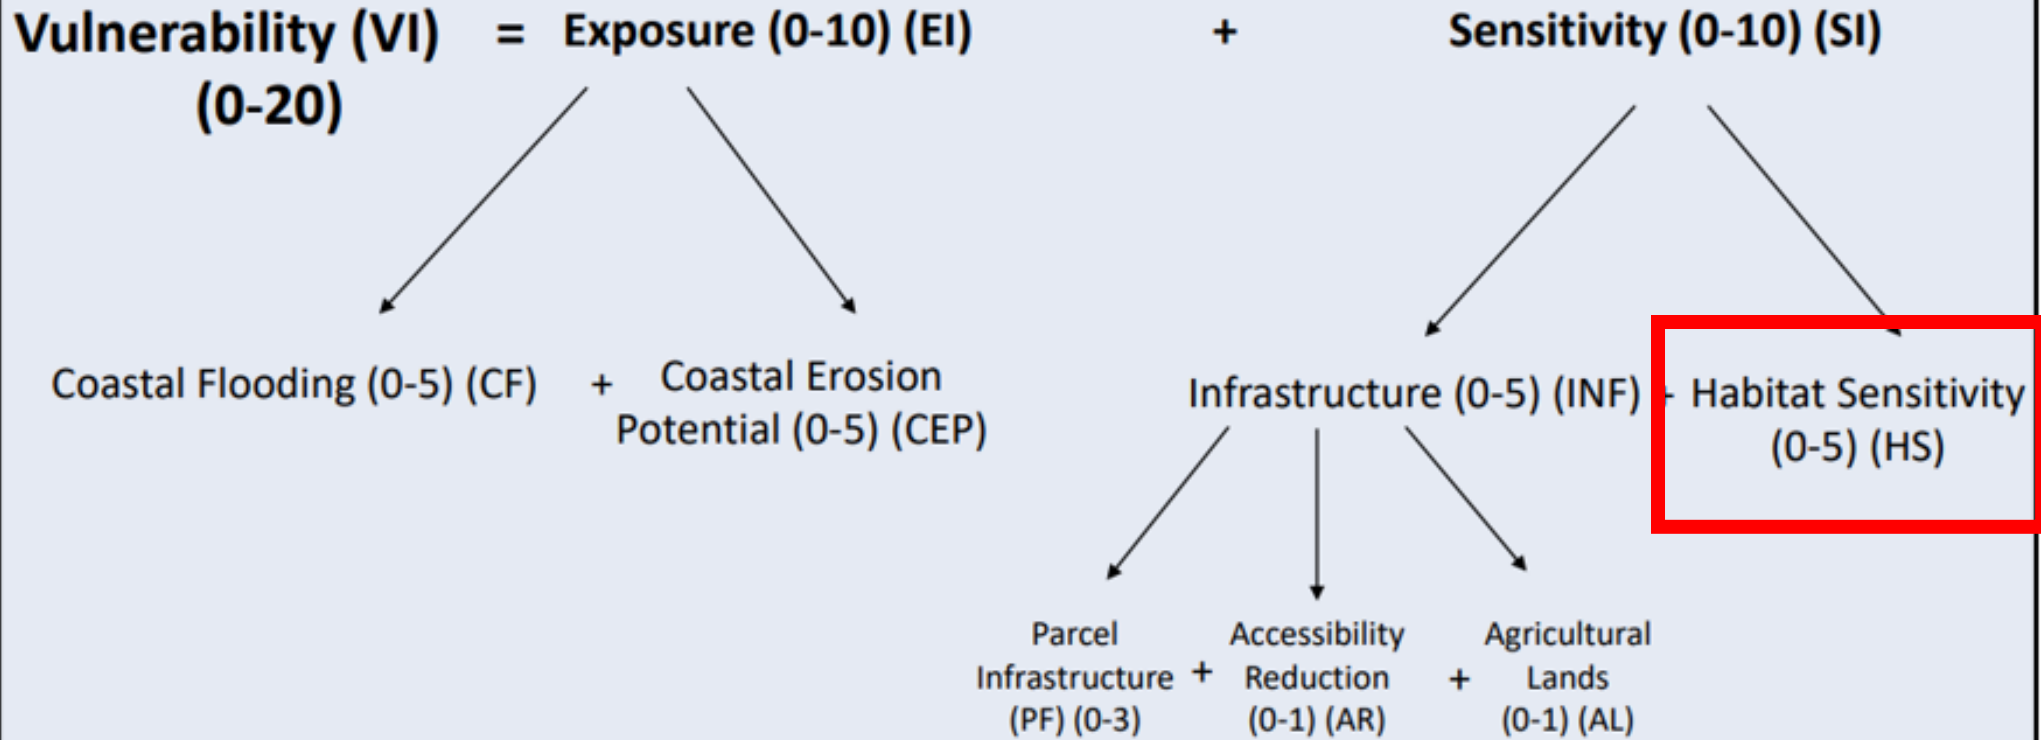 Vulnerability (VI) = Exposure (0-10) (EI) + Sensitivity (0-10) (SI)
(0-20)
Coastal Flooding (0-5) (CF) + Coastal Erosion
Potential (0-5) (CEP)
Infrastructure (0-5) (INF) + Habitat Sensitivity
(0-5) (HS)
Parcel
Infrastructure
(PF) (0-3)
+
Accessibility
Reduction
(0-1) (AR)
+
Agricultural
Lands
(0-1) (AL)